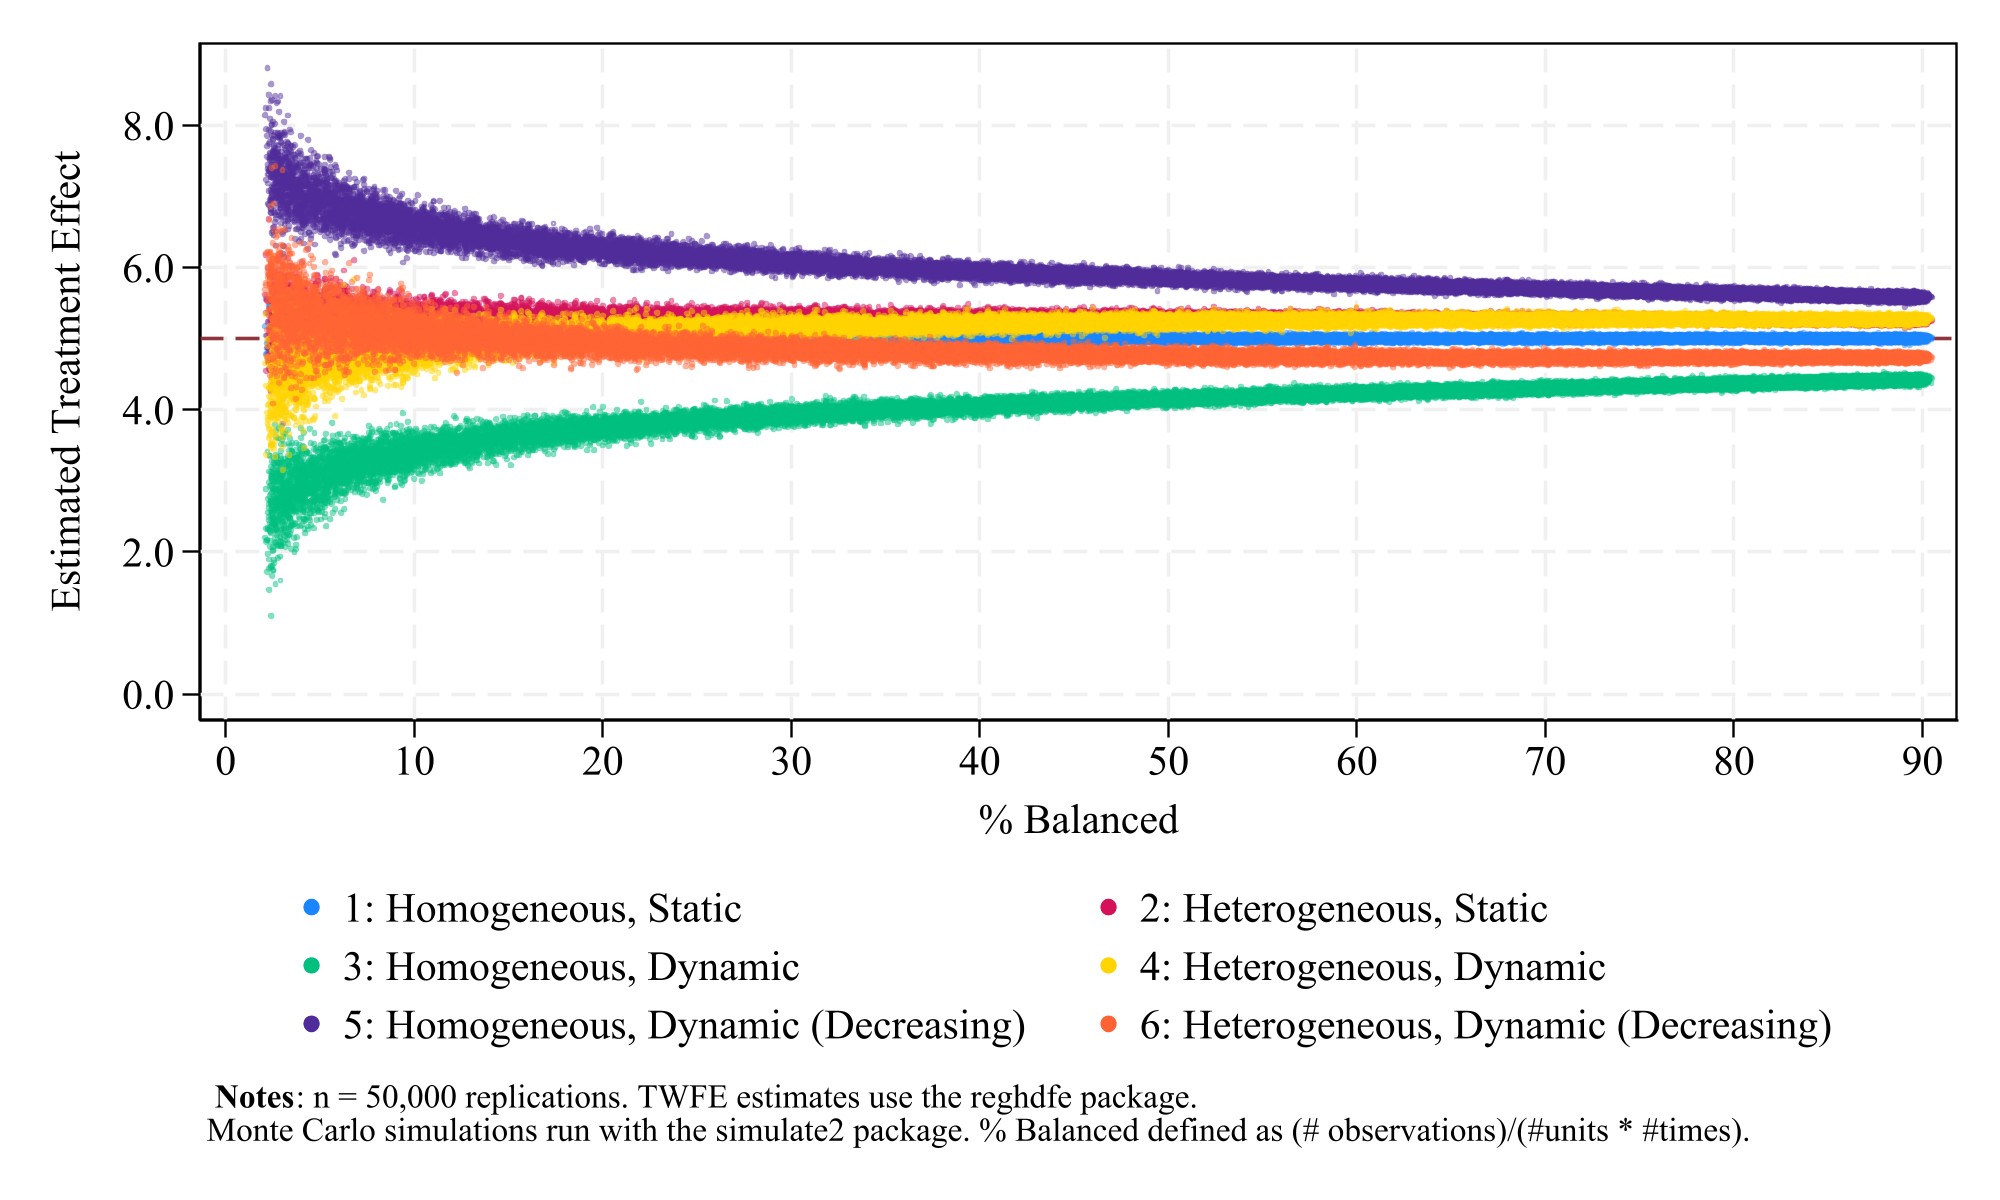 Estimated Treatment Effect
8.0
6.0
4.0
2.0
0.0
0 10 20 30 40 50 60 70 80 90
% Balanced
1: Homogeneous, Static
2: Heterogeneous, Static
3: Homogeneous, Dynamic
4: Heterogeneous, Dynamic
5: Homogeneous, Dynamic (Decreasing)
6: Heterogeneous, Dynamic (Decreasing)
Notes: n = 50,000 replications. TWFE estimates use the reghdfe package.
Monte Carlo simulations run with the simulate2 package. % Balanced defined as (# observations)/(#units * #times).